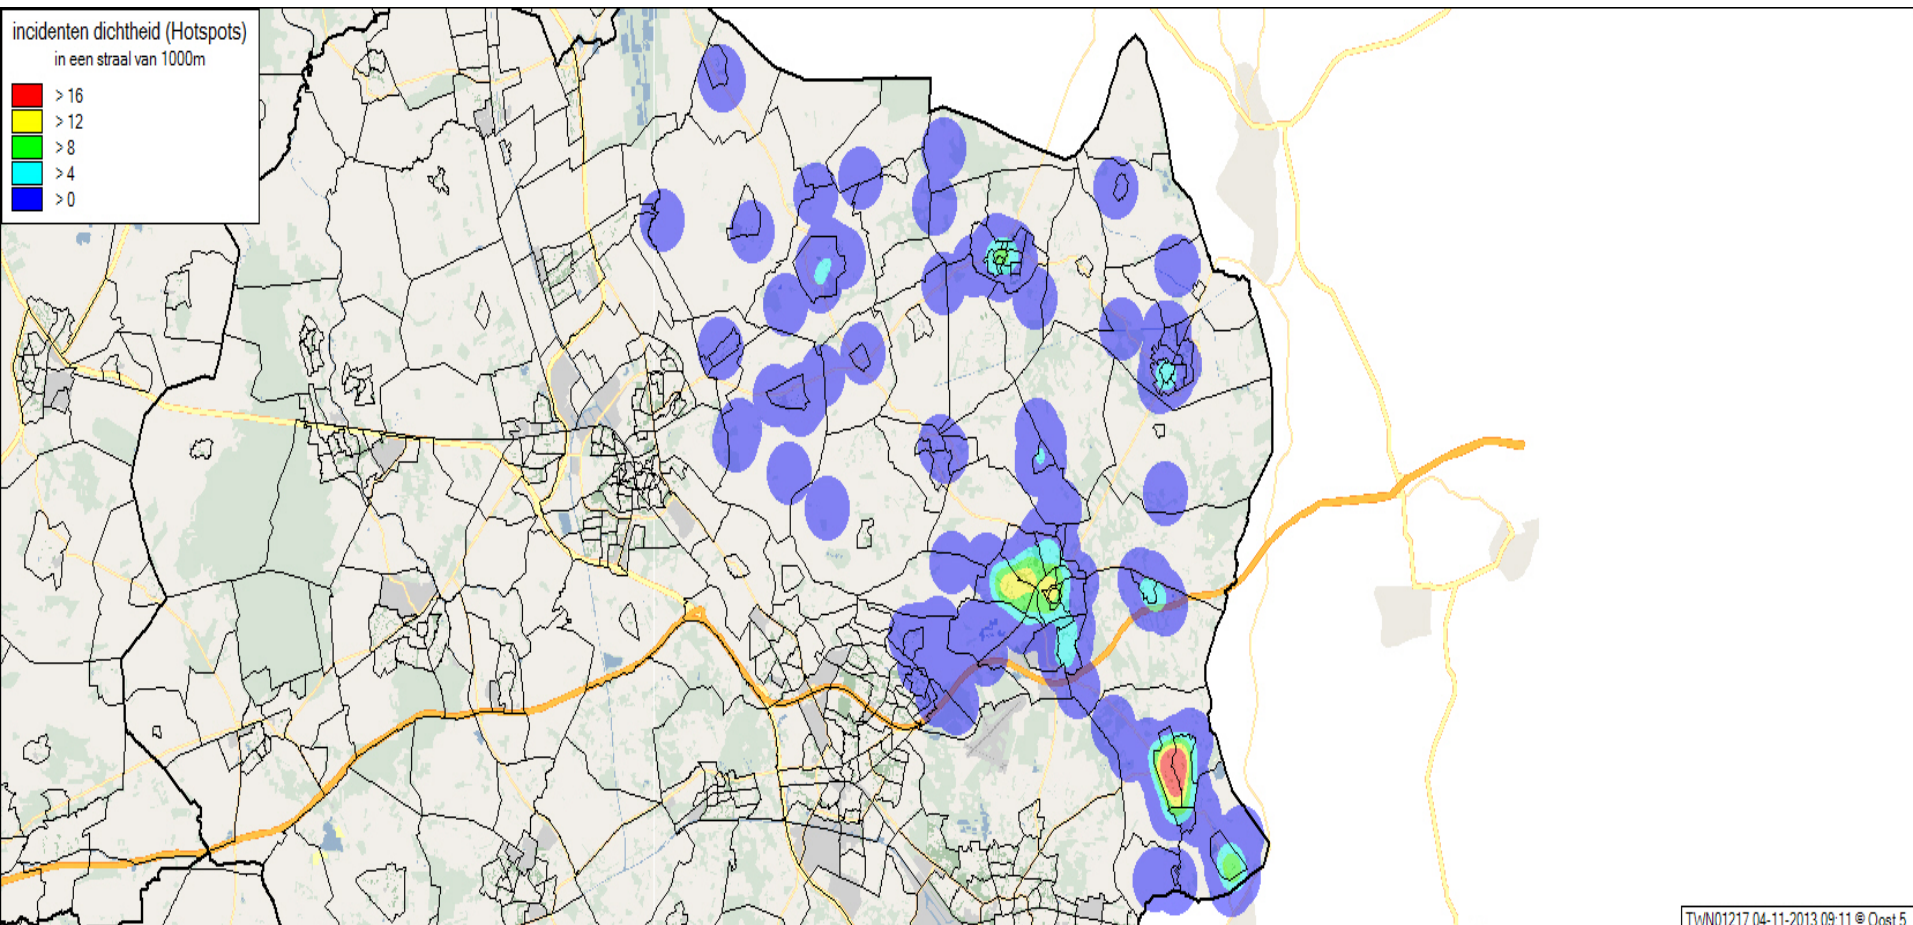 incidenten dichtheid (Hotspots)
in een straal van 1000m
> 16
> 12
> 8
> 4
> 0
TWN01217 04-11-2013 09:11 © Oost 5